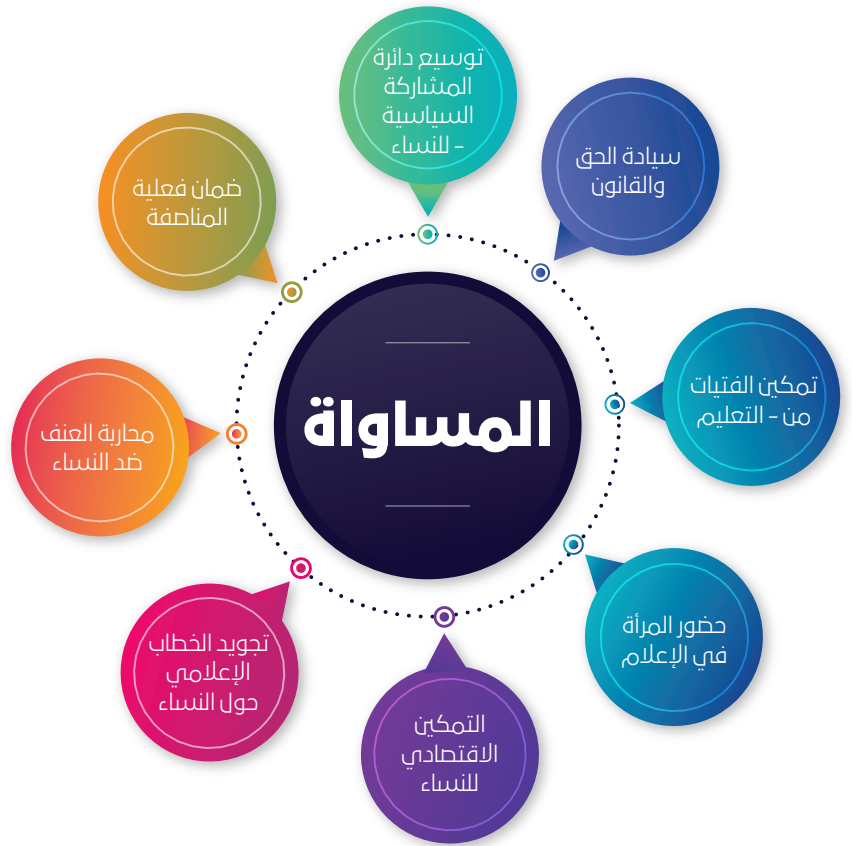 توسيع دائرة
المشاركة
السياسية
- للنساء
سيادة الحق
والقانون
ضمان فعلية
المناصفة
تمكين الفتيات
من - التعليم
المساواة
محاربة العنف
ضد النساء
حضور المرأة
في الإعلام
تجويد الخطاب
الإعلامي
حول النساء
التمكين
الاقتصادي
للنساء